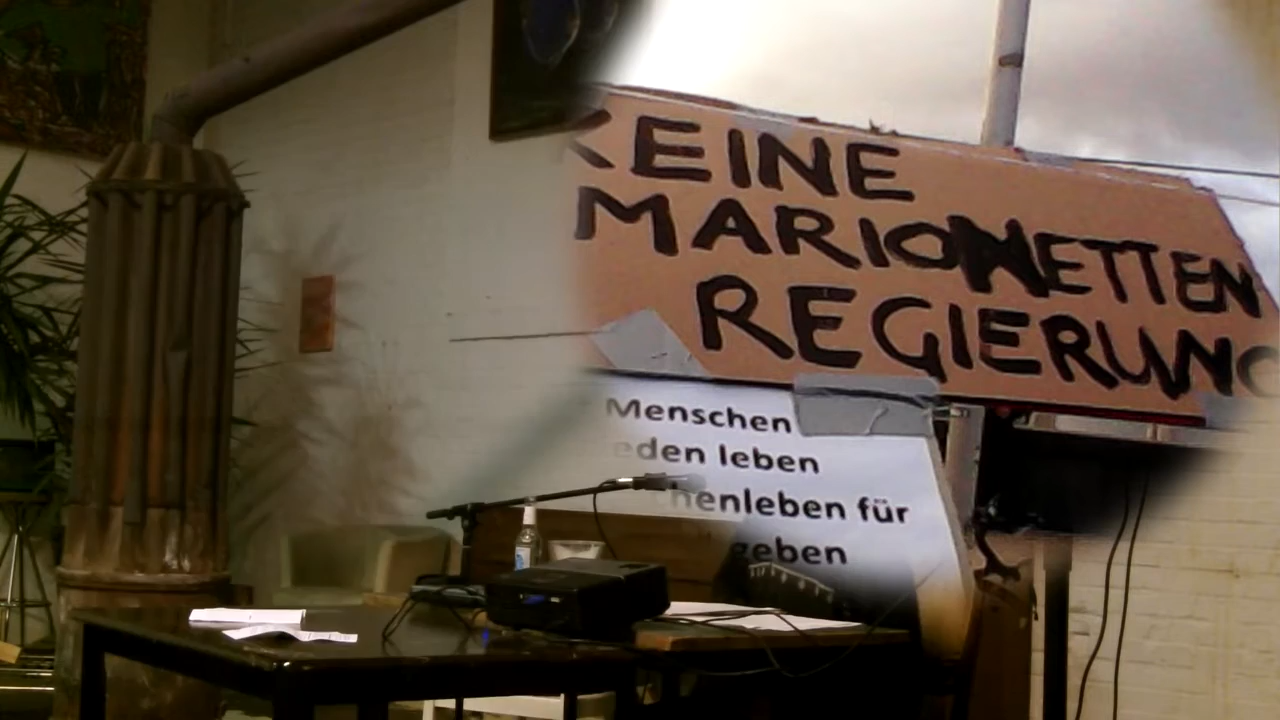 KEINE
MARIONETTEN
REGIERUNG
Menschen
eden leben
henleben für
geben